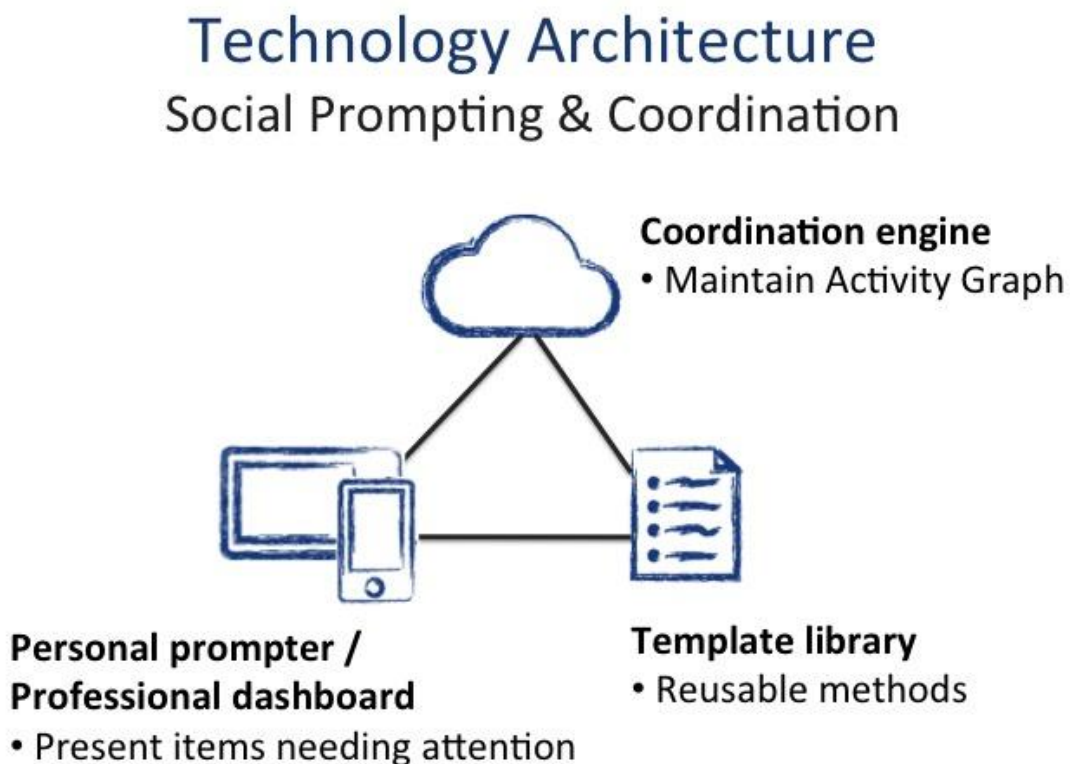 Technology Architecture
Social Prompting & Coordination
Coordination engine
• Maintain Activity Graph
Personal prompter /
Professional dashboard
• Present items needing attention
Template library
• Reusable methods